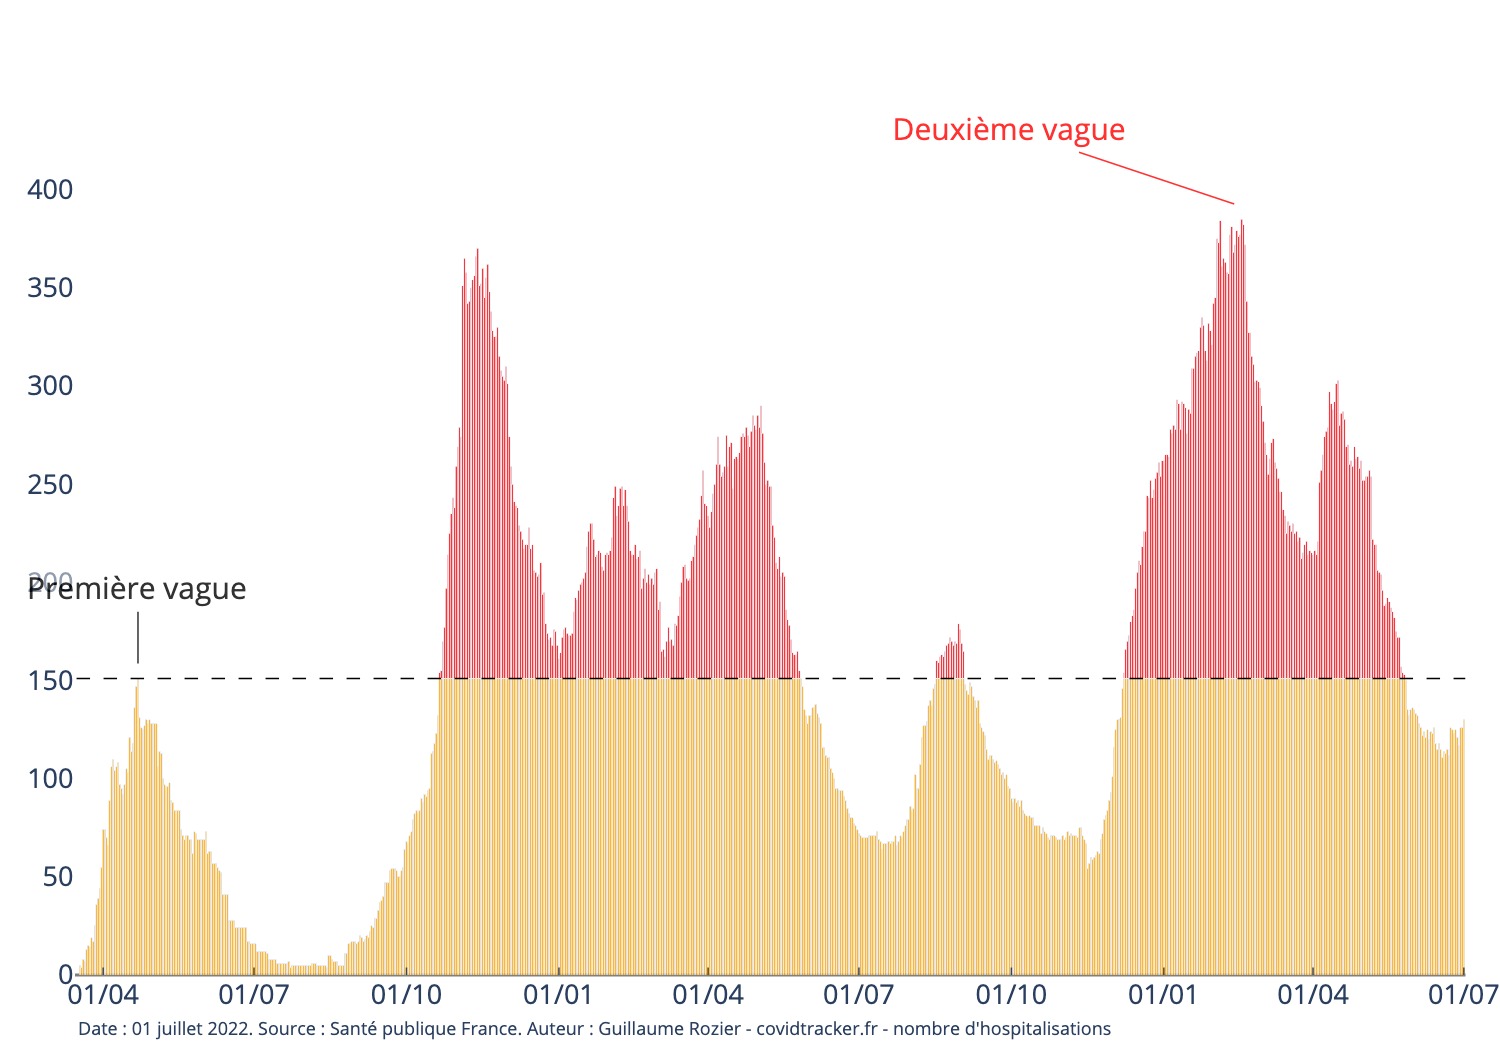 Deuxième vague
400
350
300
250
200
Première vague
150
100
50
0
01/04 01/07 01/10 01/01 01/04 01/07 01/10 01/01 01/04 01/07
Date : 01 juillet 2022. Source : Santé publique France. Auteur : Guillaume Rozier - covidtracker.fr - nombre d'hospitalisations